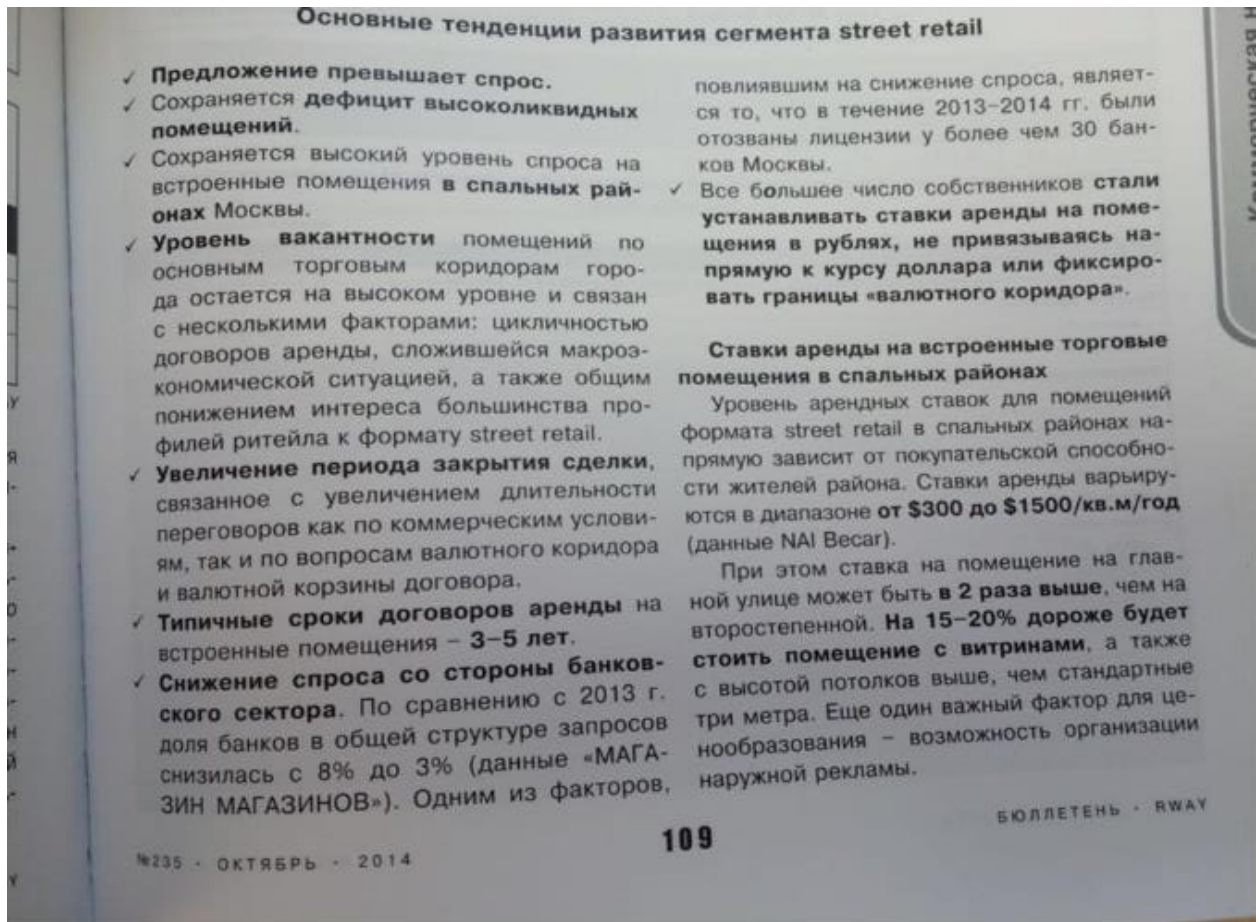 Основные тенденции развития сегмента street retail
✓ Предложение превышает спрос.
✓ Сохраняется дефицит высоколиквидных
помещений.
✓ Сохраняется высокий уровень спроса на
встроенные помещения в спальных рай-
онах Москвы.
✓ Уровень вакантности помещений по
основным торговым коридорам горо-
да остается на высоком уровне и связан
с несколькими факторами: цикличностью
договоров аренды, сложившейся макроэ-
кономической ситуацией, а также общим
понижением интереса большинства про-
филей ритейла к формату street retail.
✓ Увеличение периода закрытия сделки,
связанное с увеличением длительности
переговоров как по коммерческим услови-
ям, так и по вопросам валютного коридора
и валютной корзины договора.
✓ Типичные сроки договоров аренды на
встроенные помещения – 3–5 лет.
✓ Снижение спроса со стороны банков-
ского сектора. По сравнению с 2013 г.
доля банков в общей структуре запросов
снизилась с 8% до 3% (данные «МАГА-
ЗИН МАГАЗИНОВ»). Одним из факторов,
повлиявшим на снижение спроса, являет-
ся то, что в течение 2013–2014 гг. были
отозваны лицензии у более чем 30 бан-
ков Москвы.
✓ Все большее число собственников стали
устанавливать ставки аренды на поме-
щения в рублях, не привязываясь на-
прямую к курсу доллара или фиксиро-
вать границы «валютного коридора».
Ставки аренды на встроенные торговые
помещения в спальных районах
Уровень арендных ставок для помещений
формата street retail в спальных районах на-
прямую зависит от покупательской способно-
сти жителей района. Ставки аренды варьиру-
ются в диапазоне от $300 до $1500/кв.м/год
(данные NAI Becar).
При этом ставка на помещение на глав-
ной улице может быть в 2 раза выше, чем на
второстепенной. На 15–20% дороже будет
стоить помещение с витринами, а также
с высотой потолков выше, чем стандартные
три метра. Еще один важный фактор для це-
нообразования – возможность организации
наружной рекламы.
№235 · ОКТЯБРЬ · 2014
109
БЮЛЛЕТЕНЬ · RWAY